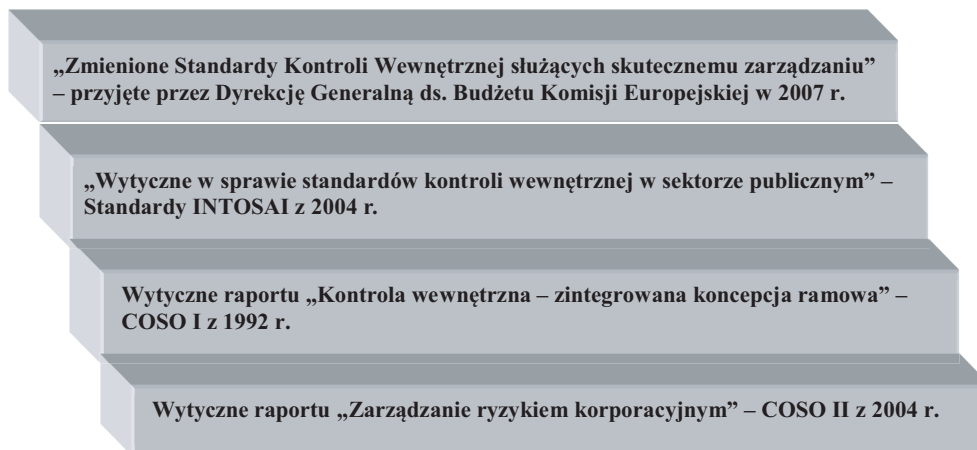 „Zmienione Standardy Kontroli Wewnętrznej służących skutecznemu zarządzaniu”
– przyjęte przez Dyrekcję Generalną ds. Budżetu Komisji Europejskiej w 2007 r.
„Wytyczne w sprawie standardów kontroli wewnętrznej w sektorze publicznym” –
Standardy INTOSAI z 2004 r.
Wytyczne raportu „Kontrola wewnętrzna – zintegrowana koncepcja ramowa” –
COSO I z 1992 r.
Wytyczne raportu „Zarządzanie ryzykiem korporacyjnym” – COSO II z 2004 r.